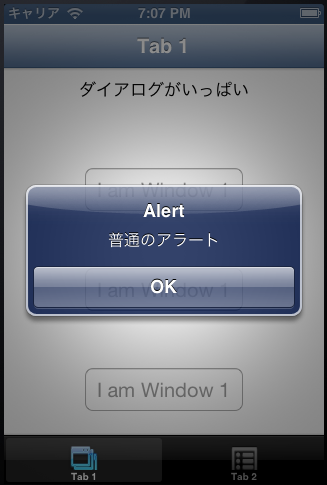 キャリア 7:07 PM
Tab 1
ダイアログがいっぱい
I am Window 1
Alert
普通のアラート
OK
I am Window 1
I am Window 1
Tab 1 Tab 2